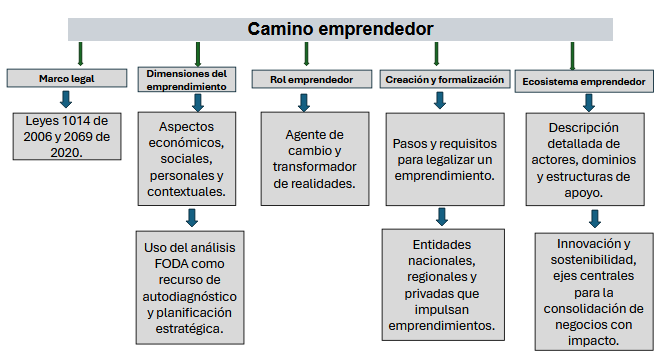 Camino emprendedor
Marco legal
Dimensiones del
emprendimiento
Rol emprendedor
Creación y formalización
Ecosistema emprendedor
Leyes 1014 de
2006 y 2069 de
2020.
Aspectos
económicos,
sociales,
personales y
contextuales.
Agente de
cambio y
transformador
de realidades.
Pasos y requisitos
para legalizar un
emprendimiento.
Descripción
detallada de
actores, dominios
y estructuras de
apoyo.
Uso del análisis
FODA como
recurso de
autodiagnóstico
y planificación
estratégica.
Entidades
nacionales,
regionales y
privadas que
impulsan
emprendimientos.
Innovación y
sostenibilidad,
ejes centrales
para la
consolidación de
negocios con
impacto.